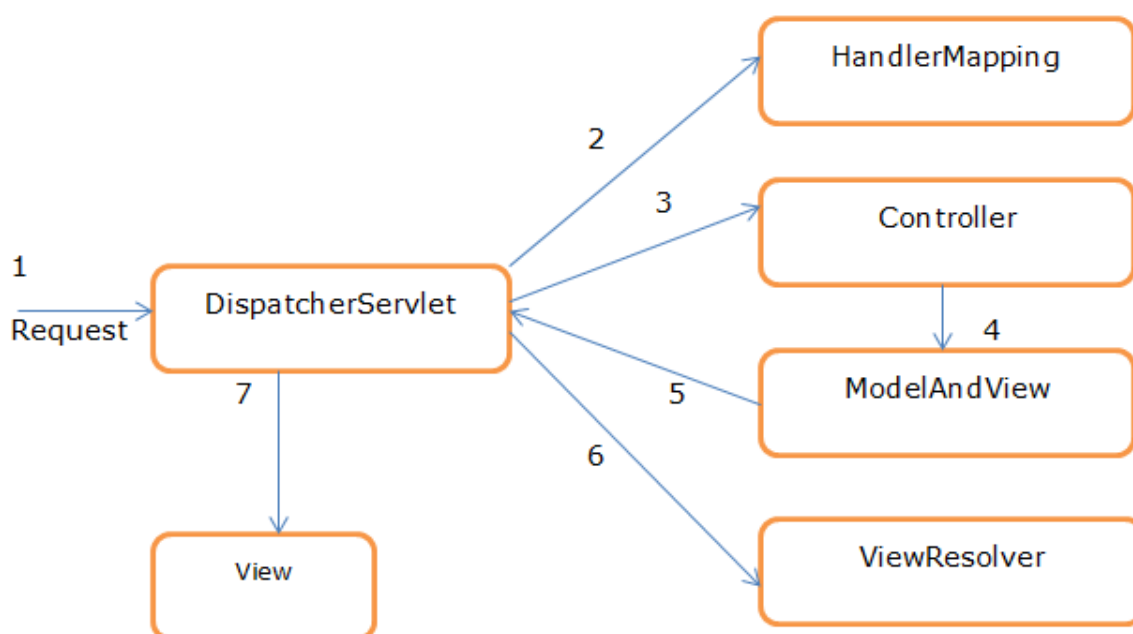 HandlerMapping
2
3
Controller
1
DispatcherServlet
Request
4
7
5
ModelAndView
6
ViewResolver
View